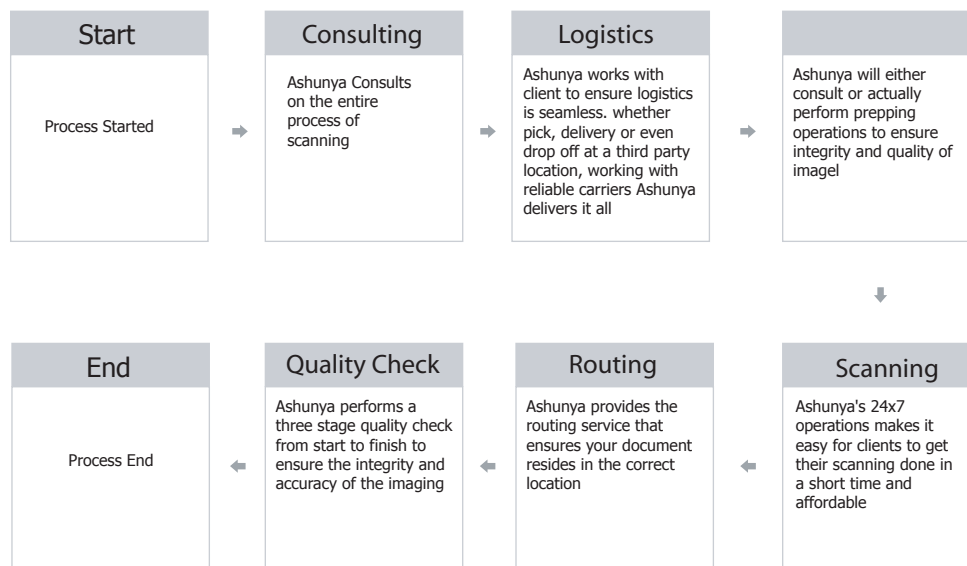 Start
Process Started
Consulting
Ashunya Consults
on the entire
process of
scanning
Logistics
Ashunya works with
client to ensure logistics
is seamless. whether
pick, delivery or even
drop off at a third party
location, working with
reliable carriers Ashunya
delivers it all
Ashunya will either
consult or actually
perform prepping
operations to ensure
integrity and quality of
imagel
Scanning
Ashunya's 24x7
operations makes it
easy for clients to get
their scanning done in
a short time and
affordable
Routing
Ashunya provides the
routing service that
ensures your document
resides in the correct
location
Quality Check
Ashunya performs a
three stage quality check
from start to finish to
ensure the integrity and
accuracy of the imaging
End
Process End